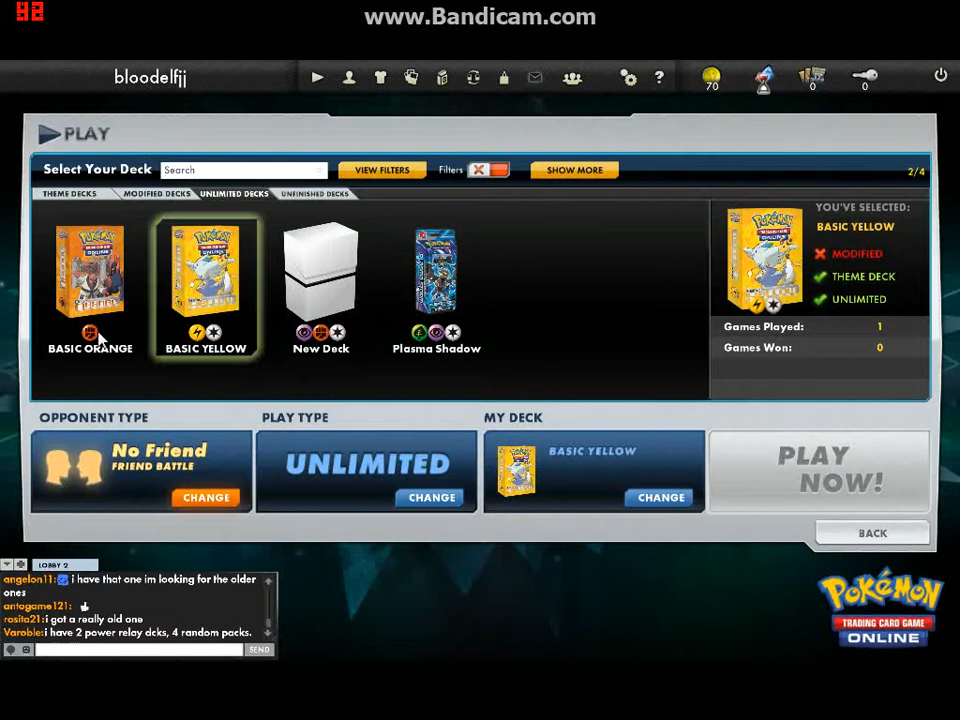 92
www.Bandicam.com
bloodelfjj
70
0
0
PLAY
Select Your Deck
Search
VIEW FILTERS
Filters
SHOW MORE
2/4
THEME DECKS
MODIFIED DECKS
UNLIMITED DECKS
UNFINISHED DECKS
BASIC ORANGE
BASIC YELLOW
New Deck
Plasma Shadow
YOU'VE SELECTED:
BASIC YELLOW
MODIFIED
THEME DECK
UNLIMITED
Games Played: 1
Games Won: 0
OPPONENT TYPE
No Friend
FRIEND BATTLE
CHANGE
PLAY TYPE
UNLIMITED
CHANGE
MY DECK
BASIC YELLOW
CHANGE
PLAY
NOW!
BACK
LOBBY 2
angelon11: i have that one im looking for the older
ones
antogame121:
rosita21:i got a really old one
Varoble:i have 2 power relay dcks, 4 random packs.
SEND
POKéMON
TRADING CARD GAME
ONLINE